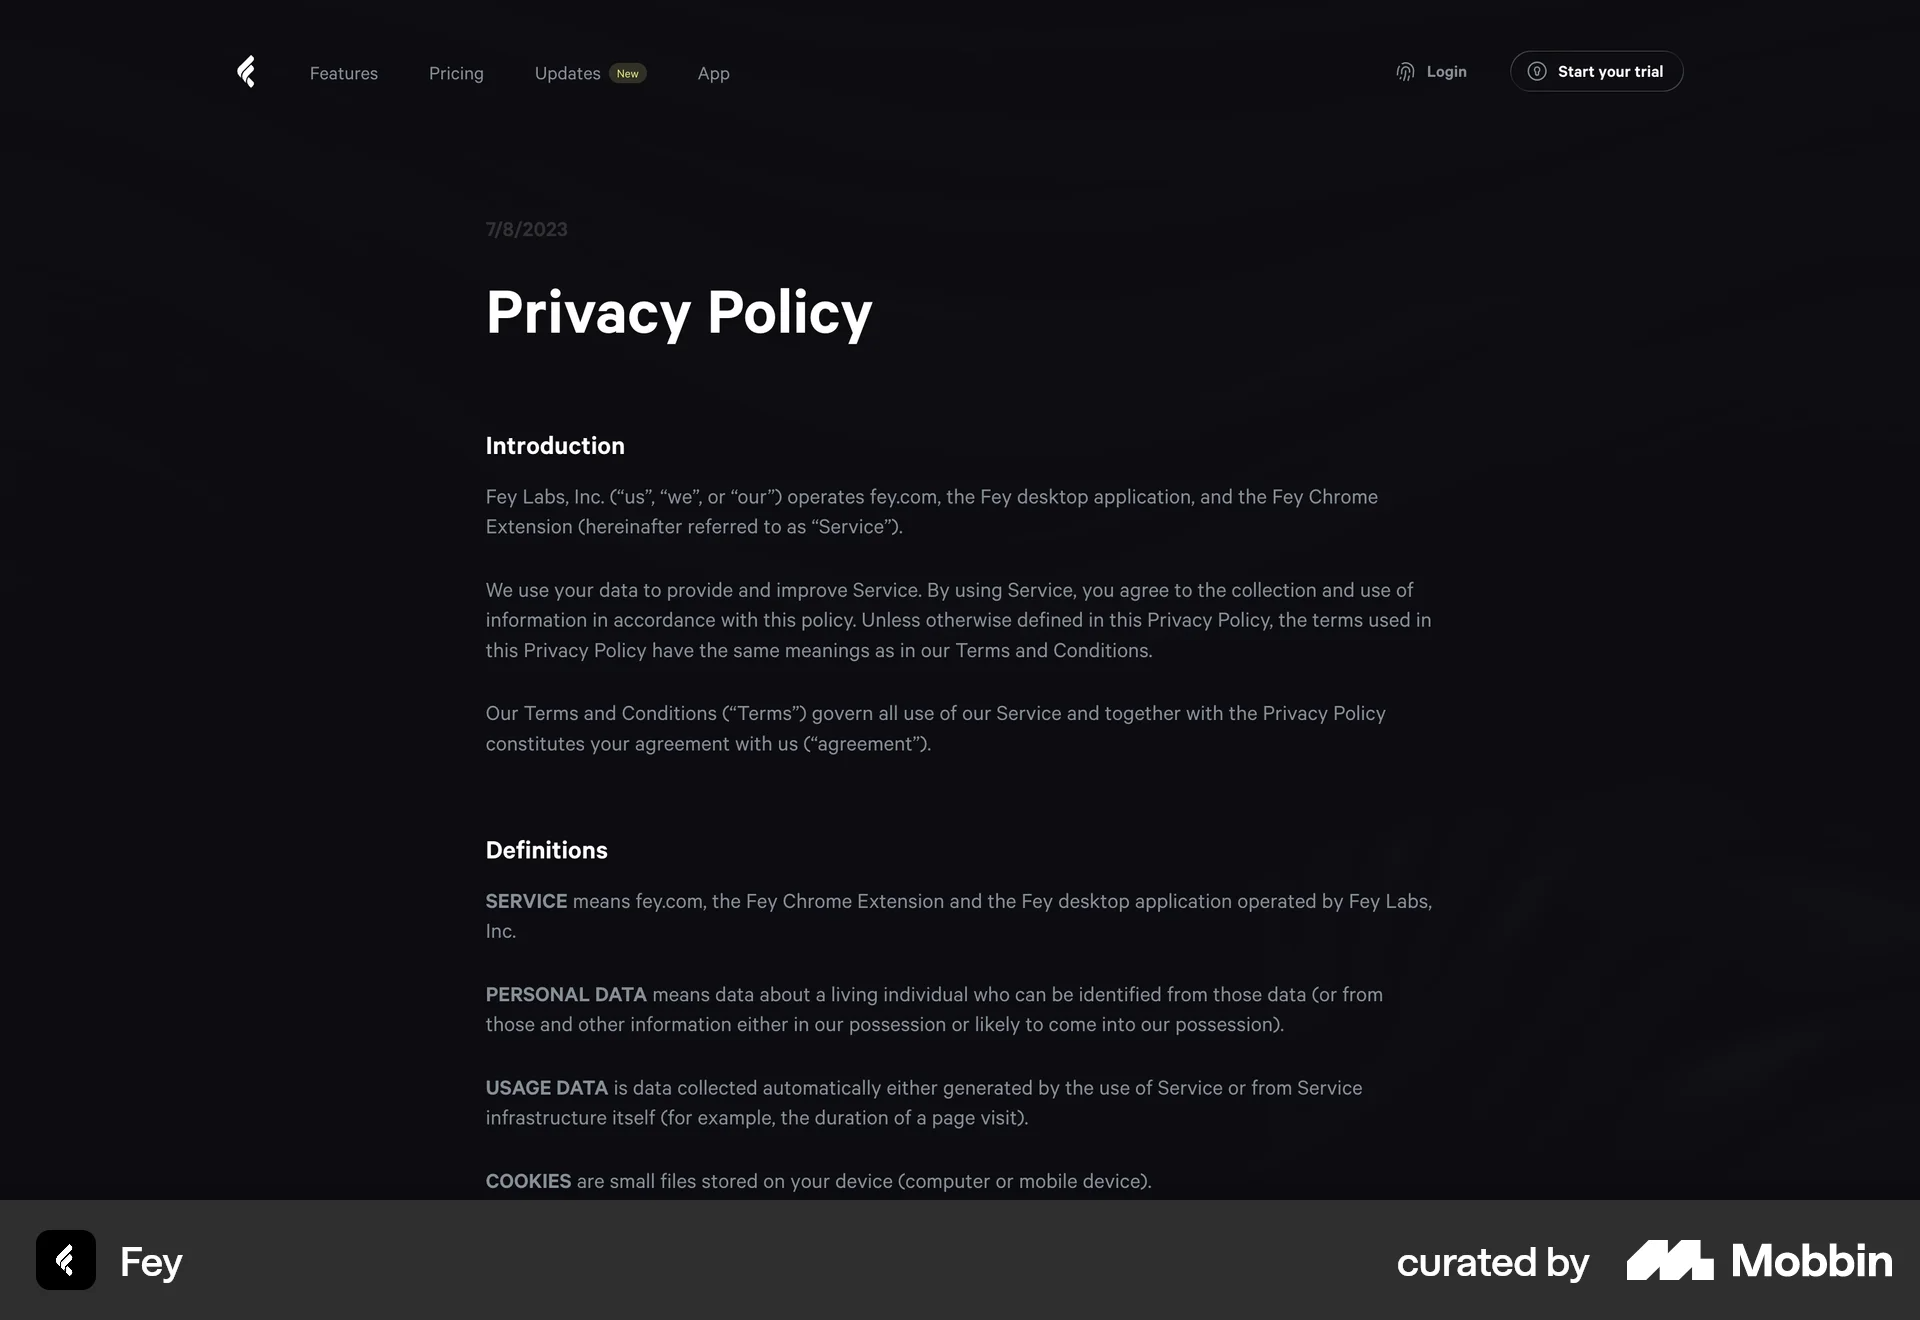 Features Pricing Updates New App Login Start your trial
7/8/2023
Privacy Policy
Introduction
Fey Labs, Inc. (“us”, “we”, or “our”) operates fey.com, the Fey desktop application, and the Fey Chrome
Extension (hereinafter referred to as “Service”).
We use your data to provide and improve Service. By using Service, you agree to the collection and use of
information in accordance with this policy. Unless otherwise defined in this Privacy Policy, the terms used in
this Privacy Policy have the same meanings as in our Terms and Conditions.
Our Terms and Conditions (“Terms”) govern all use of our Service and together with the Privacy Policy
constitutes your agreement with us (“agreement”).
Definitions
SERVICE means fey.com, the Fey Chrome Extension and the Fey desktop application operated by Fey Labs,
Inc.
PERSONAL DATA means data about a living individual who can be identified from those data (or from
those and other information either in our possession or likely to come into our possession).
USAGE DATA is data collected automatically either generated by the use of Service or from Service
infrastructure itself (for example, the duration of a page visit).
COOKIES are small files stored on your device (computer or mobile device).
Fey curated by Mobbin